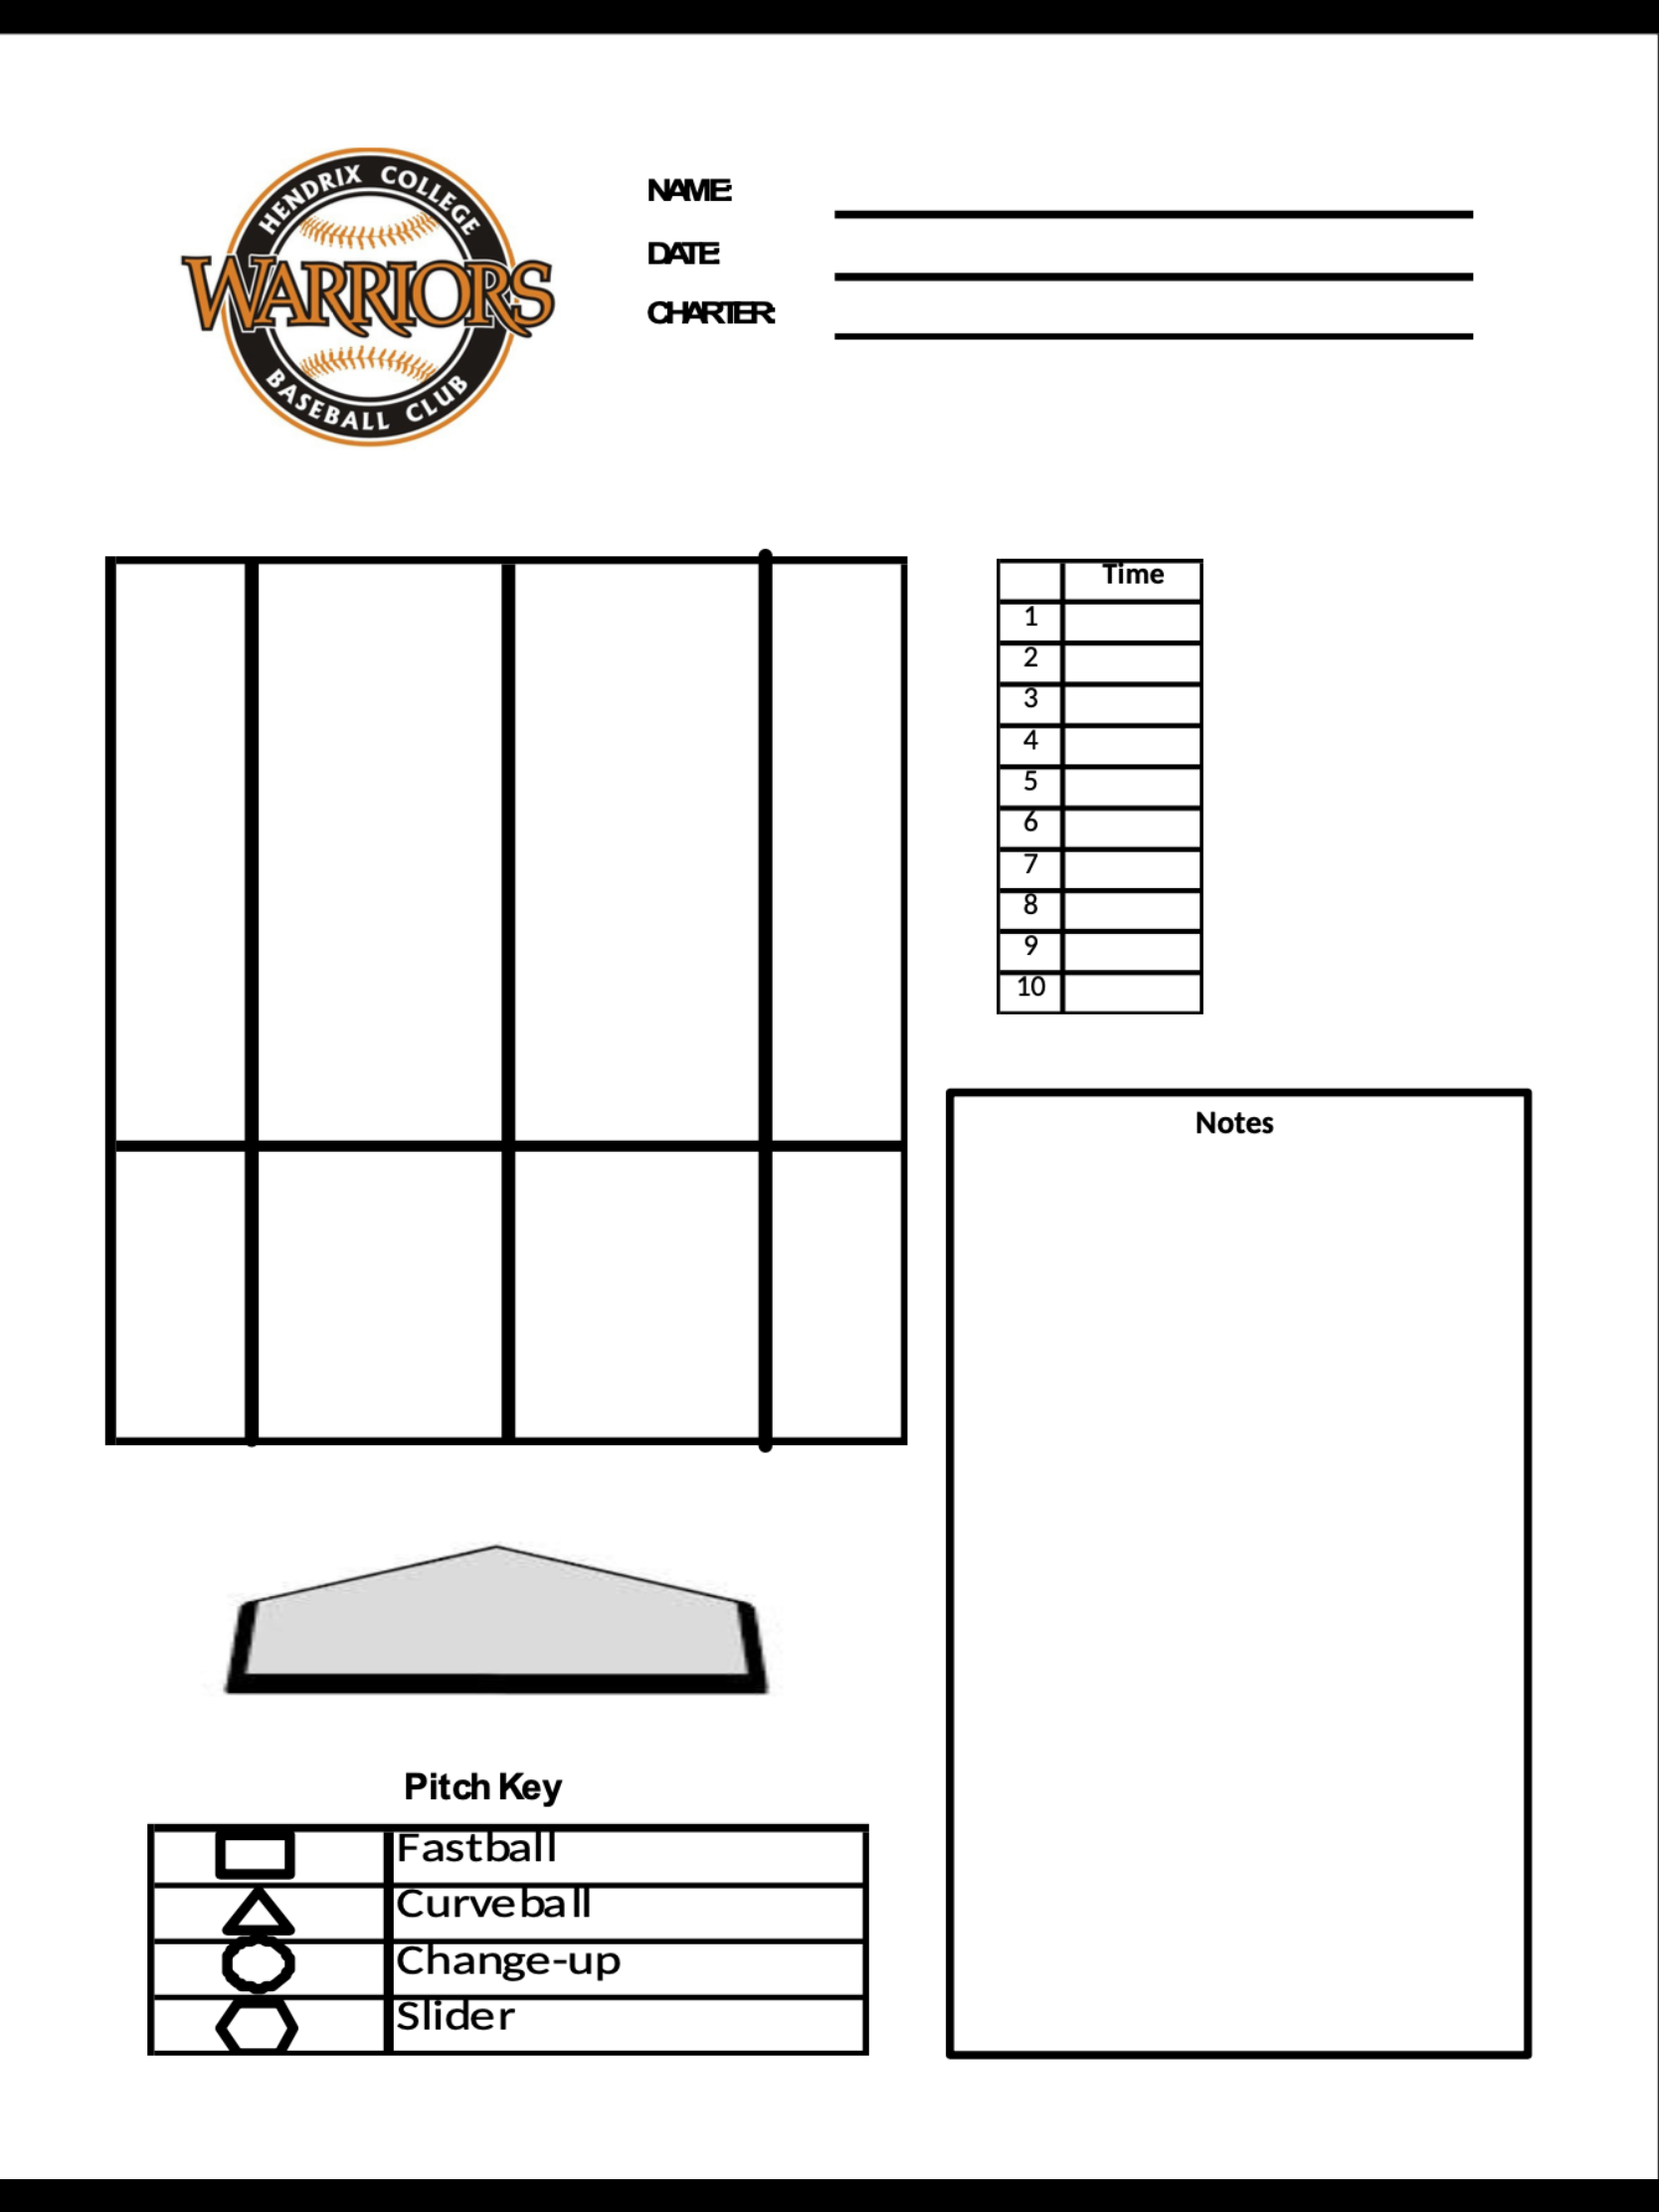 HENDRIX COLLEGE
WARRIORS
BASEBALL CLUB
NAME:
DATE:
CHARTER:
Time
1
2
3
4
5
6
7
8
9
10
Notes
Pitch Key
Fastball
Curveball
Change-up
Slider